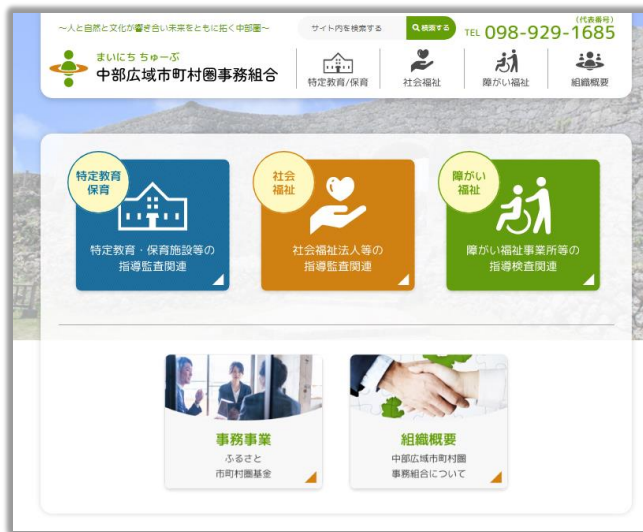 ～人と自然と文化が響き合い未来をともに拓く中部圏～
サイト内を検索する
検索する
(代表番号)
TEL 098-929-1685
まいにち ちゅーぶ
中部広域市町村圏事務組合
特定教育/保育
社会福祉
障がい福祉
組織概要
特定教育
保育
特定教育・保育施設等の
指導監査関連
社会
福祉
社会福祉法人等の
指導監査関連
障がい
福祉
障がい福祉事業所等の
指導検査関連
事務事業
ふるさと
市町村圏基金
組織概要
中部広域市町村圏
事務組合について